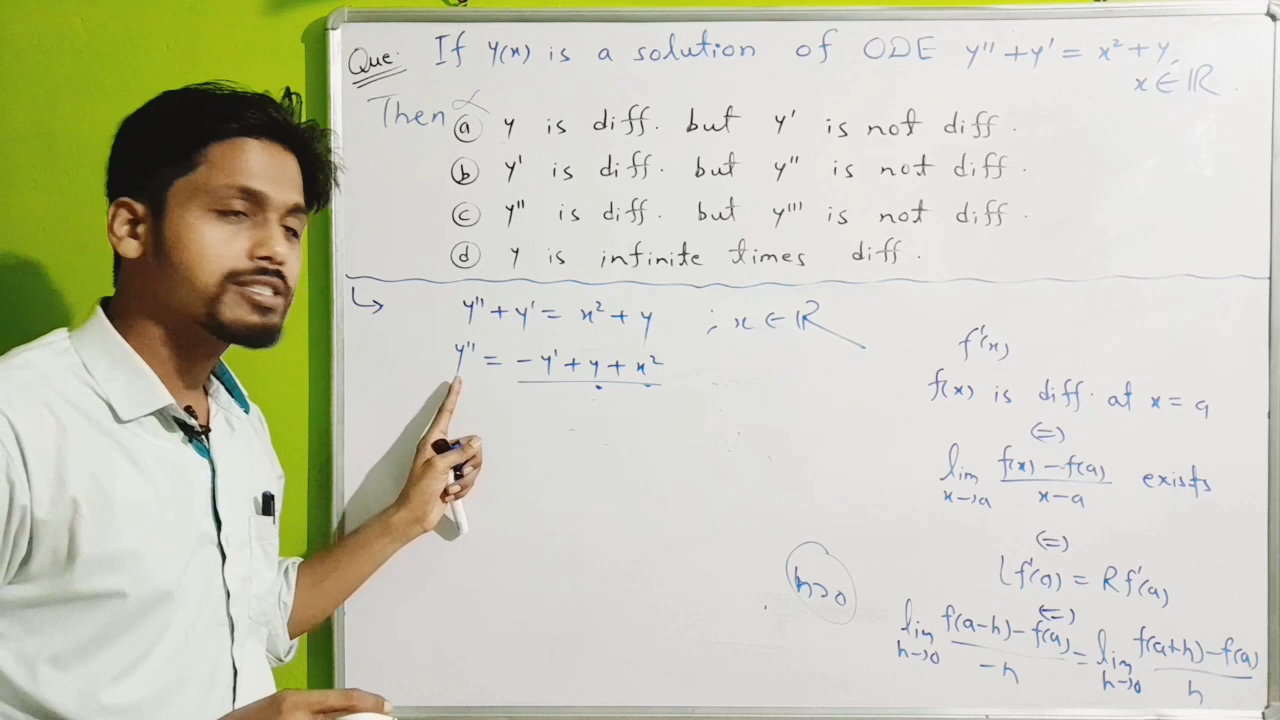 Que: If y(x) is a solution of ODE y'' + y' = x² + y,
x ∈ ℝ.
Then
(a) y is diff. but y' is not diff.
(b) y' is diff. but y'' is not diff.
(c) y'' is diff. but y''' is not diff.
(d) y is infinite times diff.
↳ y'' + y' = x² + y ; x ∈ ℝ
y'' = - y' + y + x²
f'(x)
f(x) is diff. at x = a
(=)
lim x→a (f(x) - f(a))/(x - a) exists
(=)
Lf'(a) = Rf'(a)
(=)
h>0
lim h→0 (f(a-h) - f(a))/(-h) = lim h→0 (f(a+h) - f(a))/h